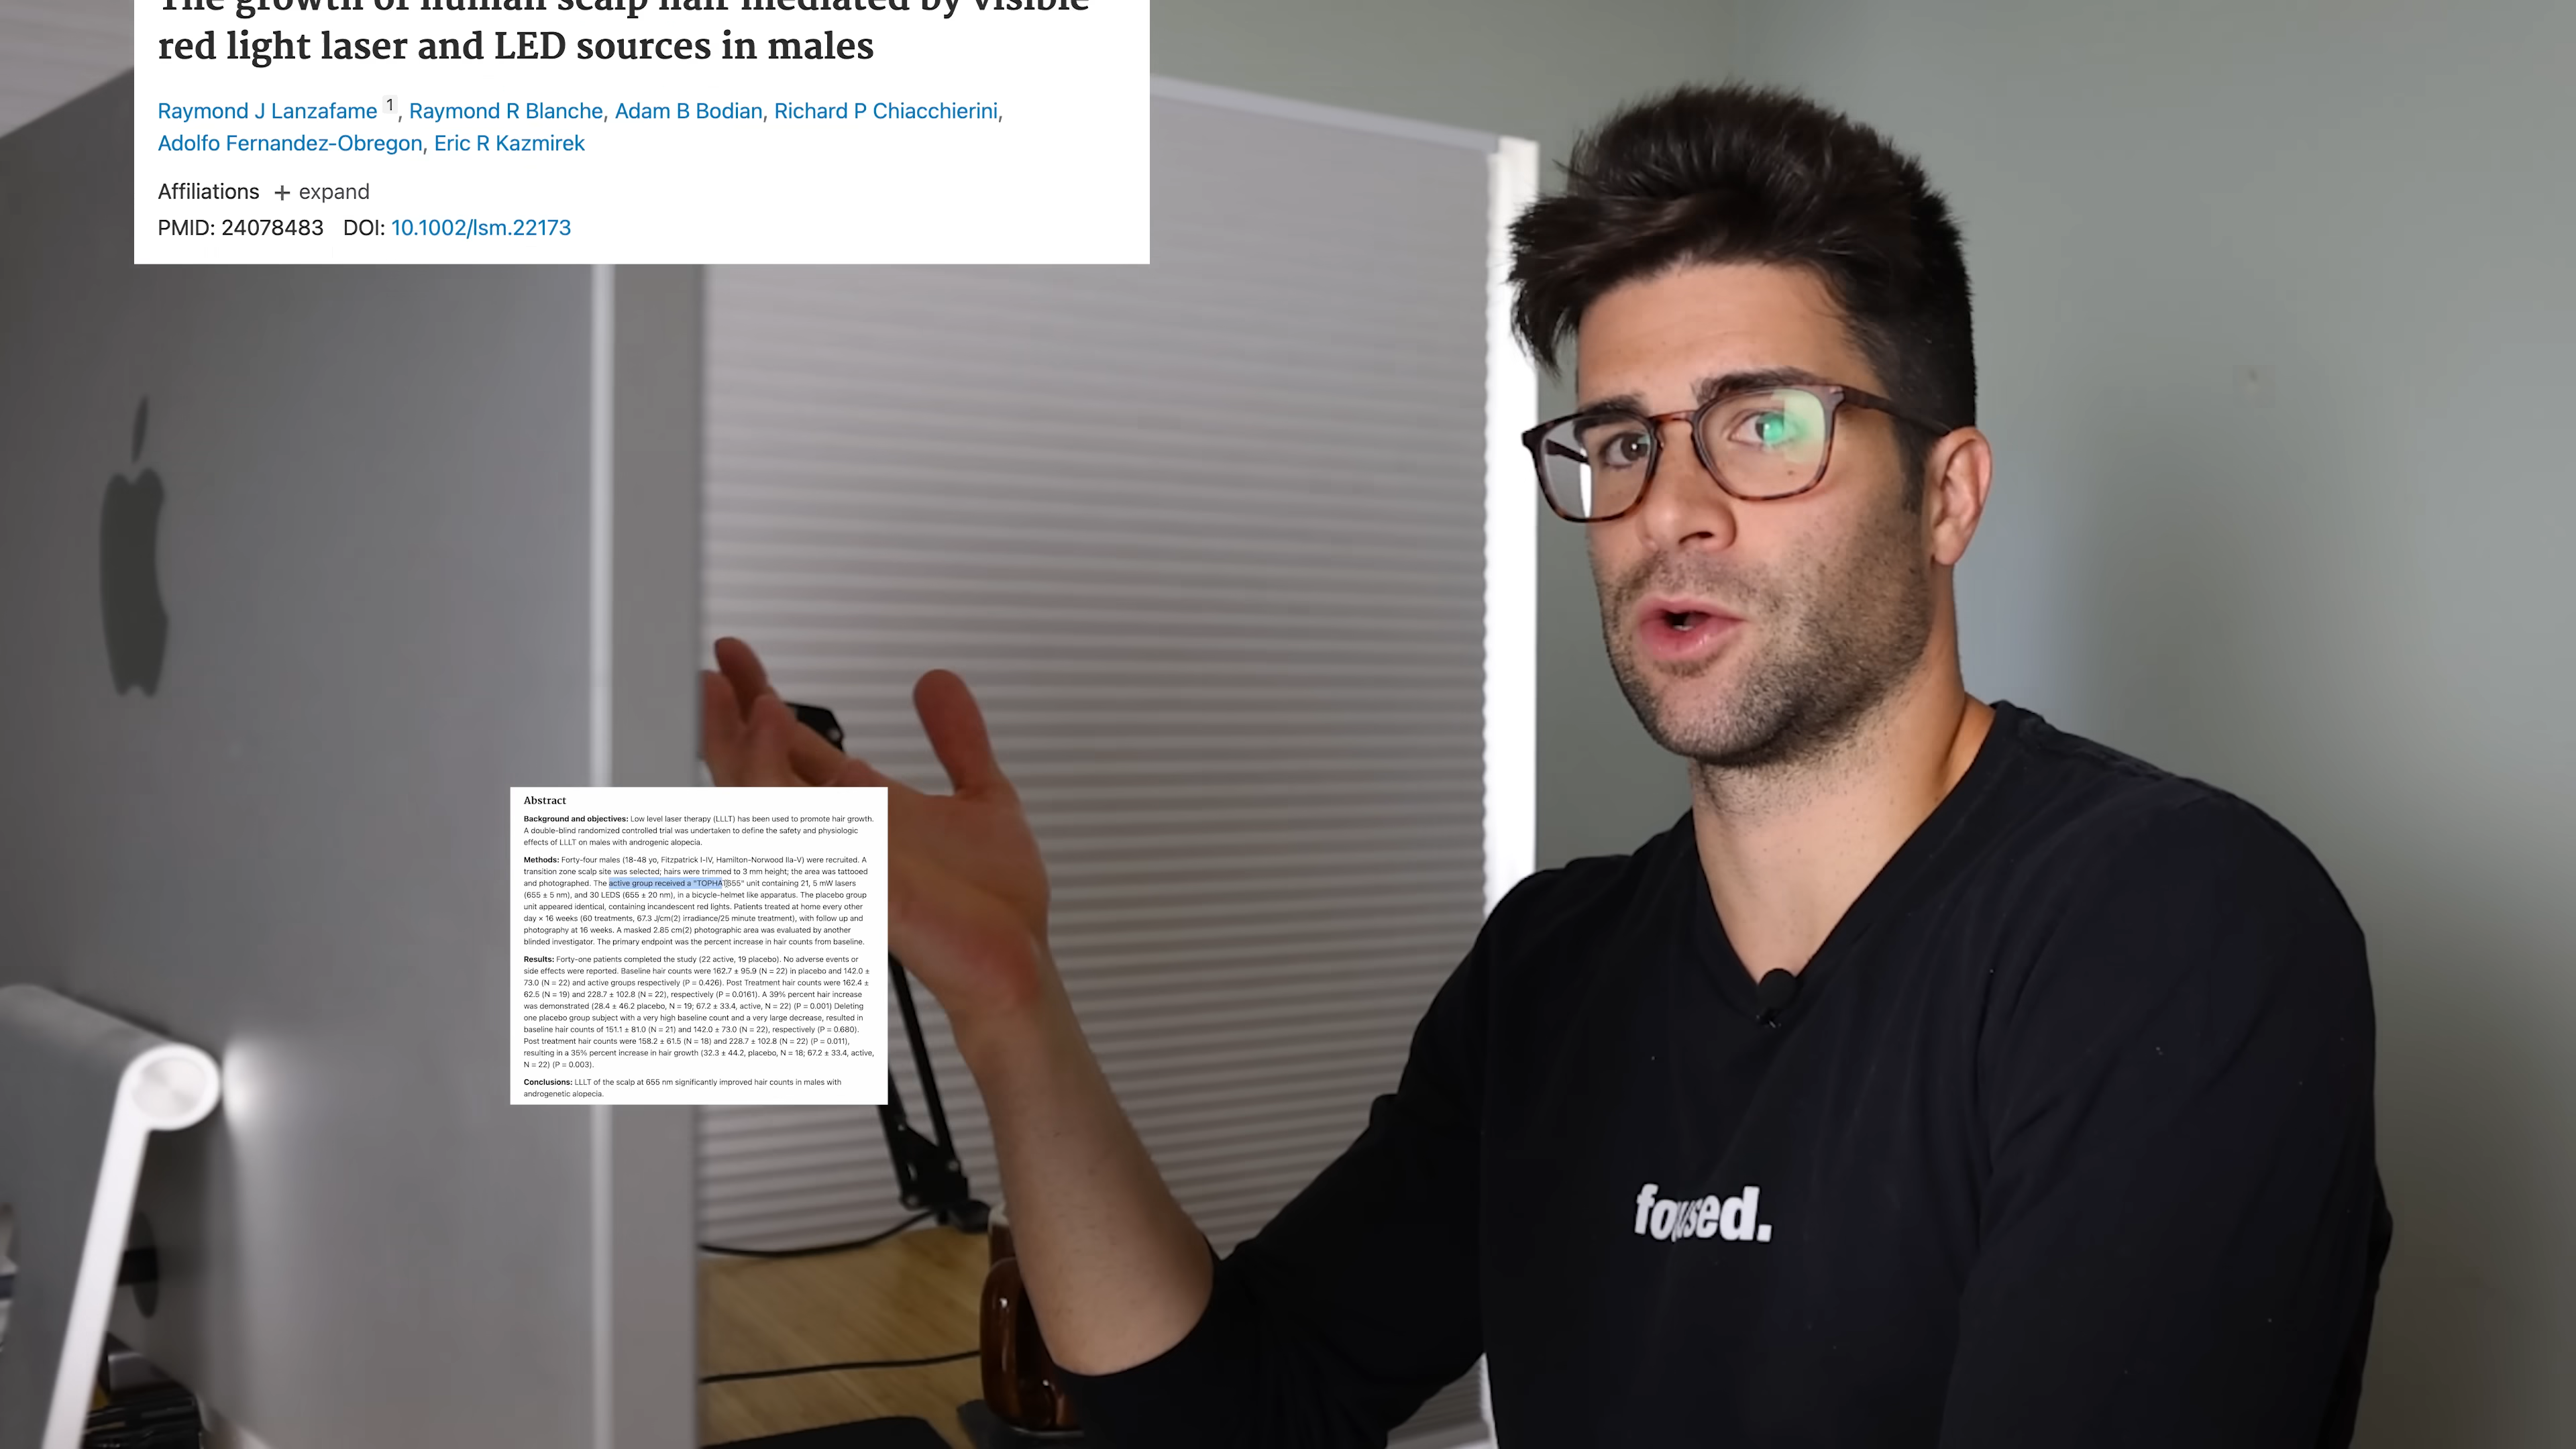 The growth of human scalp hair mediated by visible
red light laser and LED sources in males
Raymond J Lanzafame 1, Raymond R Blanche, Adam B Bodian, Richard P Chiacchierini,
Adolfo Fernandez-Obregon, Eric R Kazmirek
Affiliations + expand
PMID: 24078483 DOI: 10.1002/lsm.22173
Abstract
Background and objectives: Low level laser therapy (LLLT) has been used to promote hair growth.
A double-blind randomized controlled trial was undertaken to define the safety and physiologic
effects of LLLT on males with androgenic alopecia.
Methods: Forty-four males (18-48 yo, Fitzpatrick I-IV, Hamilton-Norwood IIa-V) were recruited. A
transition zone scalp site was selected; hairs were trimmed to 3 mm height; the area was tattooed
and photographed. The active group received a "TOPHAT655" unit containing 21, 5 mW lasers
(655 ± 5 nm), and 30 LEDS (655 ± 20 nm), in a bicycle-helmet like apparatus. The placebo group
unit appeared identical, containing incandescent red lights. Patients treated at home every other
day × 16 weeks (60 treatments, 67.3 J/cm(2) irradiance/25 minute treatment), with follow up and
photography at 16 weeks. A masked 2.85 cm(2) photographic area was evaluated by another
blinded investigator. The primary endpoint was the percent increase in hair counts from baseline.
Results: Forty-one patients completed the study (22 active, 19 placebo). No adverse events or
side effects were reported. Baseline hair counts were 162.7 ± 95.9 (N = 22) in placebo and 142.0 ±
73.0 (N = 22) and active groups respectively (P = 0.426). Post Treatment hair counts were 162.4 ±
62.5 (N = 19) and 228.7 ± 102.8 (N = 22), respectively (P = 0.0161). A 39% percent hair increase
was demonstrated (28.4 ± 46.2 placebo, N = 19; 67.2 ± 33.4, active, N = 22) (P = 0.001) Deleting
one placebo group subject with a very high baseline count and a very large decrease, resulted in
baseline hair counts of 151.1 ± 81.0 (N = 21) and 142.0 ± 73.0 (N = 22), respectively (P = 0.680).
Post treatment hair counts were 158.2 ± 61.5 (N = 18) and 228.7 ± 102.8 (N = 22) (P = 0.011),
resulting in a 35% percent increase in hair growth (32.3 ± 44.2, placebo, N = 18; 67.2 ± 33.4, active,
N = 22) (P = 0.003).
Conclusions: LLLT of the scalp at 655 nm significantly improved hair counts in males with
androgenetic alopecia.
focused.